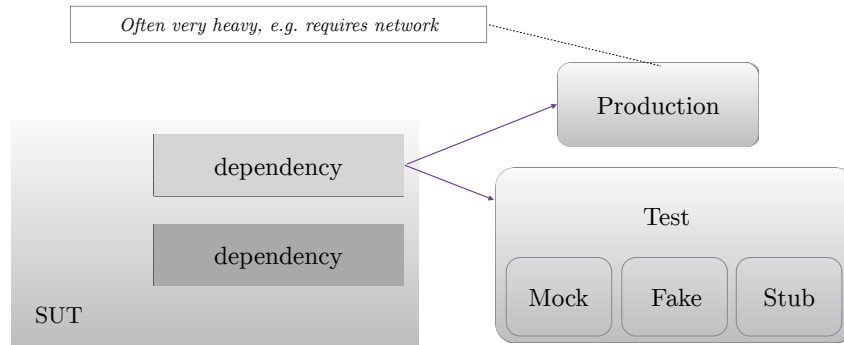 Often very heavy, e.g. requires network
Production
dependency
Test
dependency
Mock Fake Stub
SUT